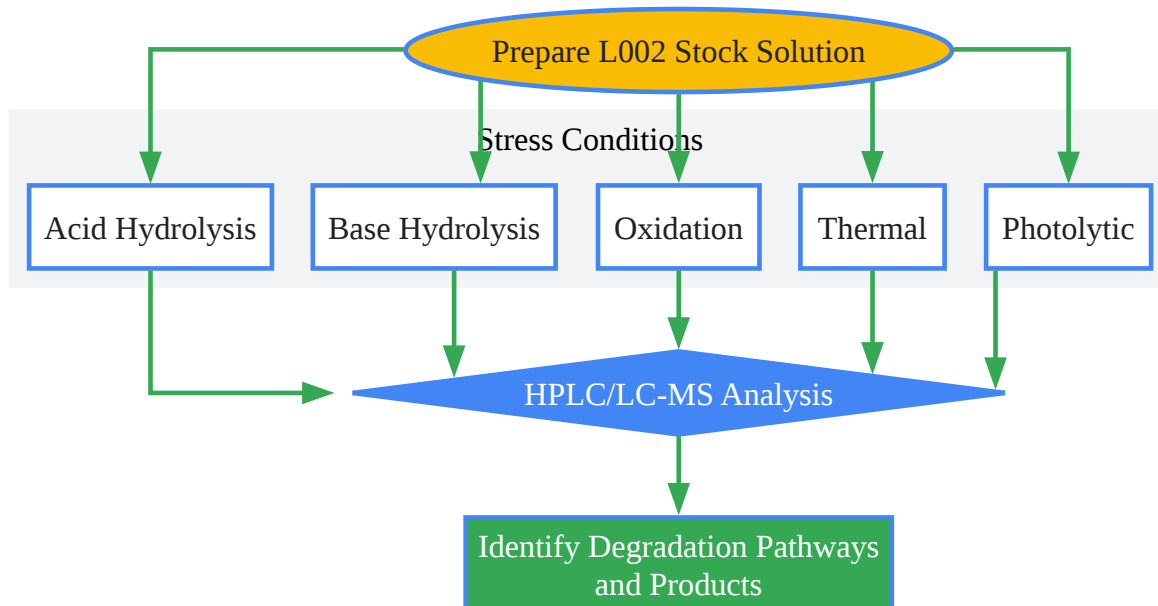 Prepare L002 Stock Solution
Stress Conditions
Acid Hydrolysis
Base Hydrolysis
Oxidation
Thermal
Photolytic
HPLC/LC-MS Analysis
Identify Degradation Pathways
and Products